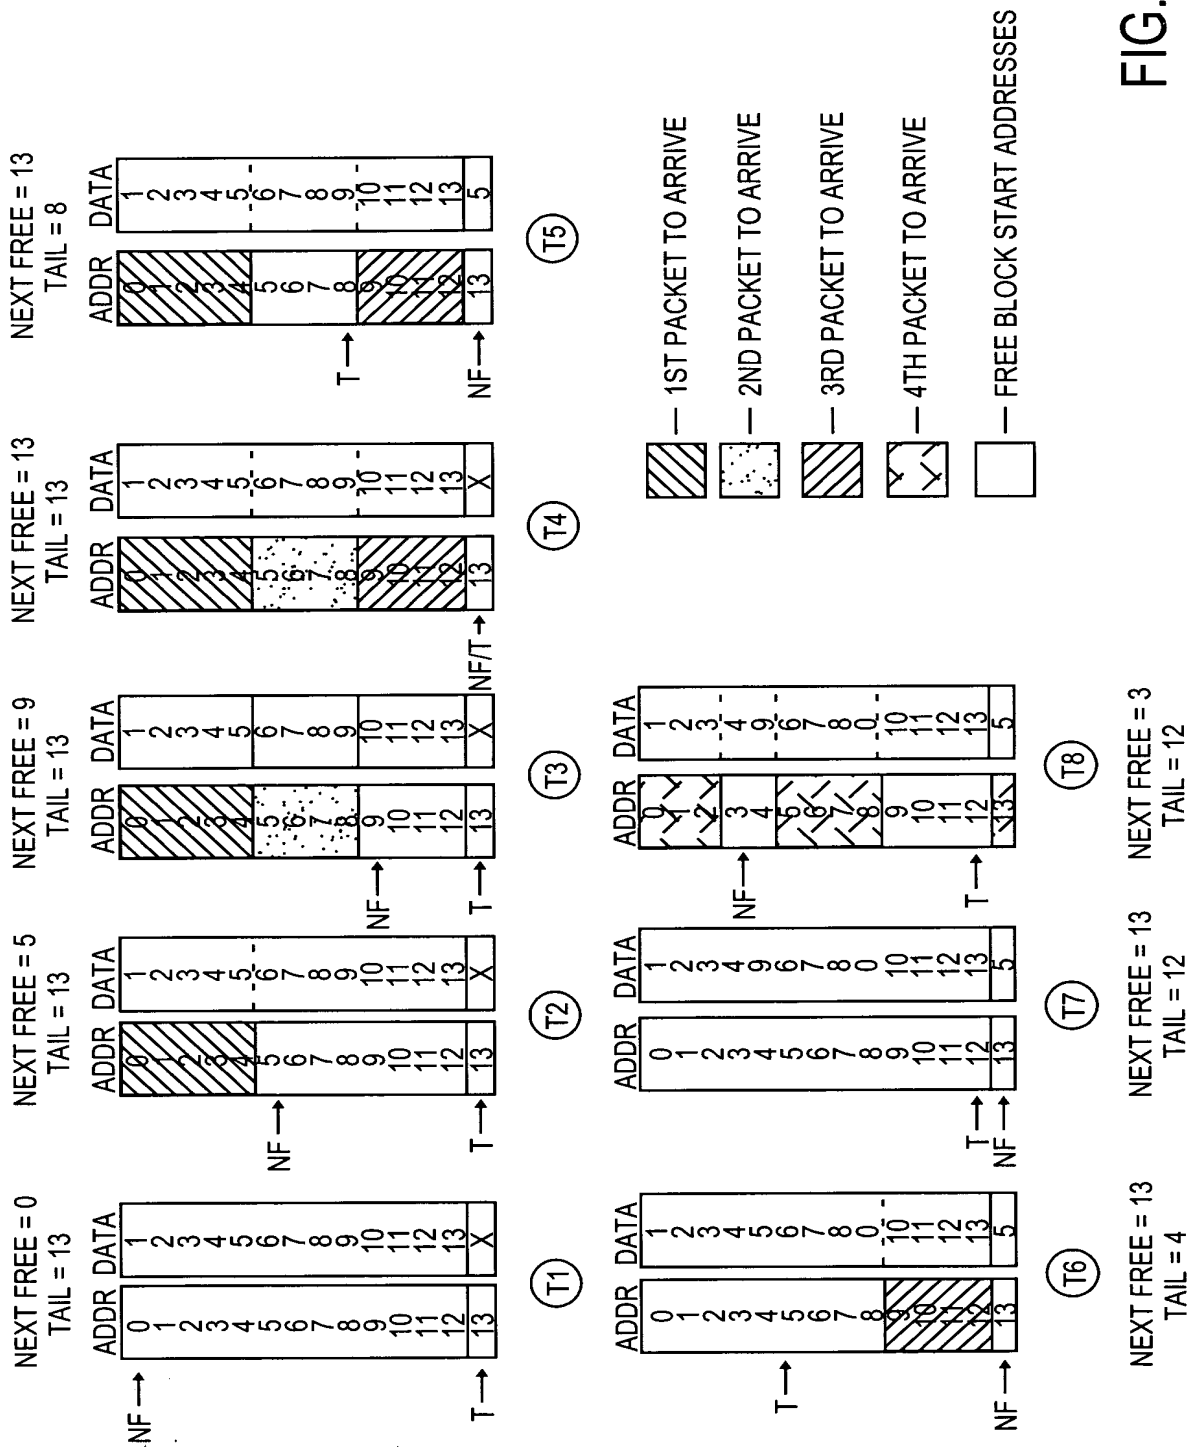 NEXT FREE = 0
TAIL = 13
ADDR DATA
NF 0 1
1 2
2 3
3 4
4 5
5 6
6 7
7 8
8 9
9 10
10 11
11 12
12 13
T 13 X
T1
NEXT FREE = 5
TAIL = 13
ADDR DATA
0 1
1 2
2 3
3 4
4 5
NF 5 6
6 7
7 8
8 9
9 10
10 11
11 12
12 13
T 13 X
T2
NEXT FREE = 9
TAIL = 13
ADDR DATA
0 1
1 2
2 3
3 4
4 5
5 6
6 7
7 8
8 9
NF 9 10
10 11
11 12
12 13
T 13 X
T3
NEXT FREE = 13
TAIL = 13
ADDR DATA
0 1
1 2
2 3
3 4
4 5
5 6
6 7
7 8
8 9
9 10
10 11
11 12
12 13
NF/T 13 X
T4
NEXT FREE = 13
TAIL = 8
ADDR DATA
0 1
1 2
2 3
3 4
4 5
5 6
6 7
7 8
T 8 9
9 10
10 11
11 12
12 13
NF 13 5
T5
ADDR DATA
0 1
1 2
2 3
3 4
4 5
T 5 6
6 7
7 8
8 0
9 10
10 11
11 12
12 13
NF 13 5
T6
NEXT FREE = 13
TAIL = 4
ADDR DATA
0 1
1 2
2 3
3 4
4 9
5 6
6 7
7 8
8 0
9 10
10 11
11 12
T 12 13
NF 13 5
T7
NEXT FREE = 13
TAIL = 12
ADDR DATA
0 1
1 2
2 3
NF 3 4
4 9
5 6
6 7
7 8
8 0
9 10
10 11
11 12
T 12 13
13 5
T8
NEXT FREE = 3
TAIL = 12
1ST PACKET TO ARRIVE
2ND PACKET TO ARRIVE
3RD PACKET TO ARRIVE
4TH PACKET TO ARRIVE
FREE BLOCK START ADDRESSES
FIG.